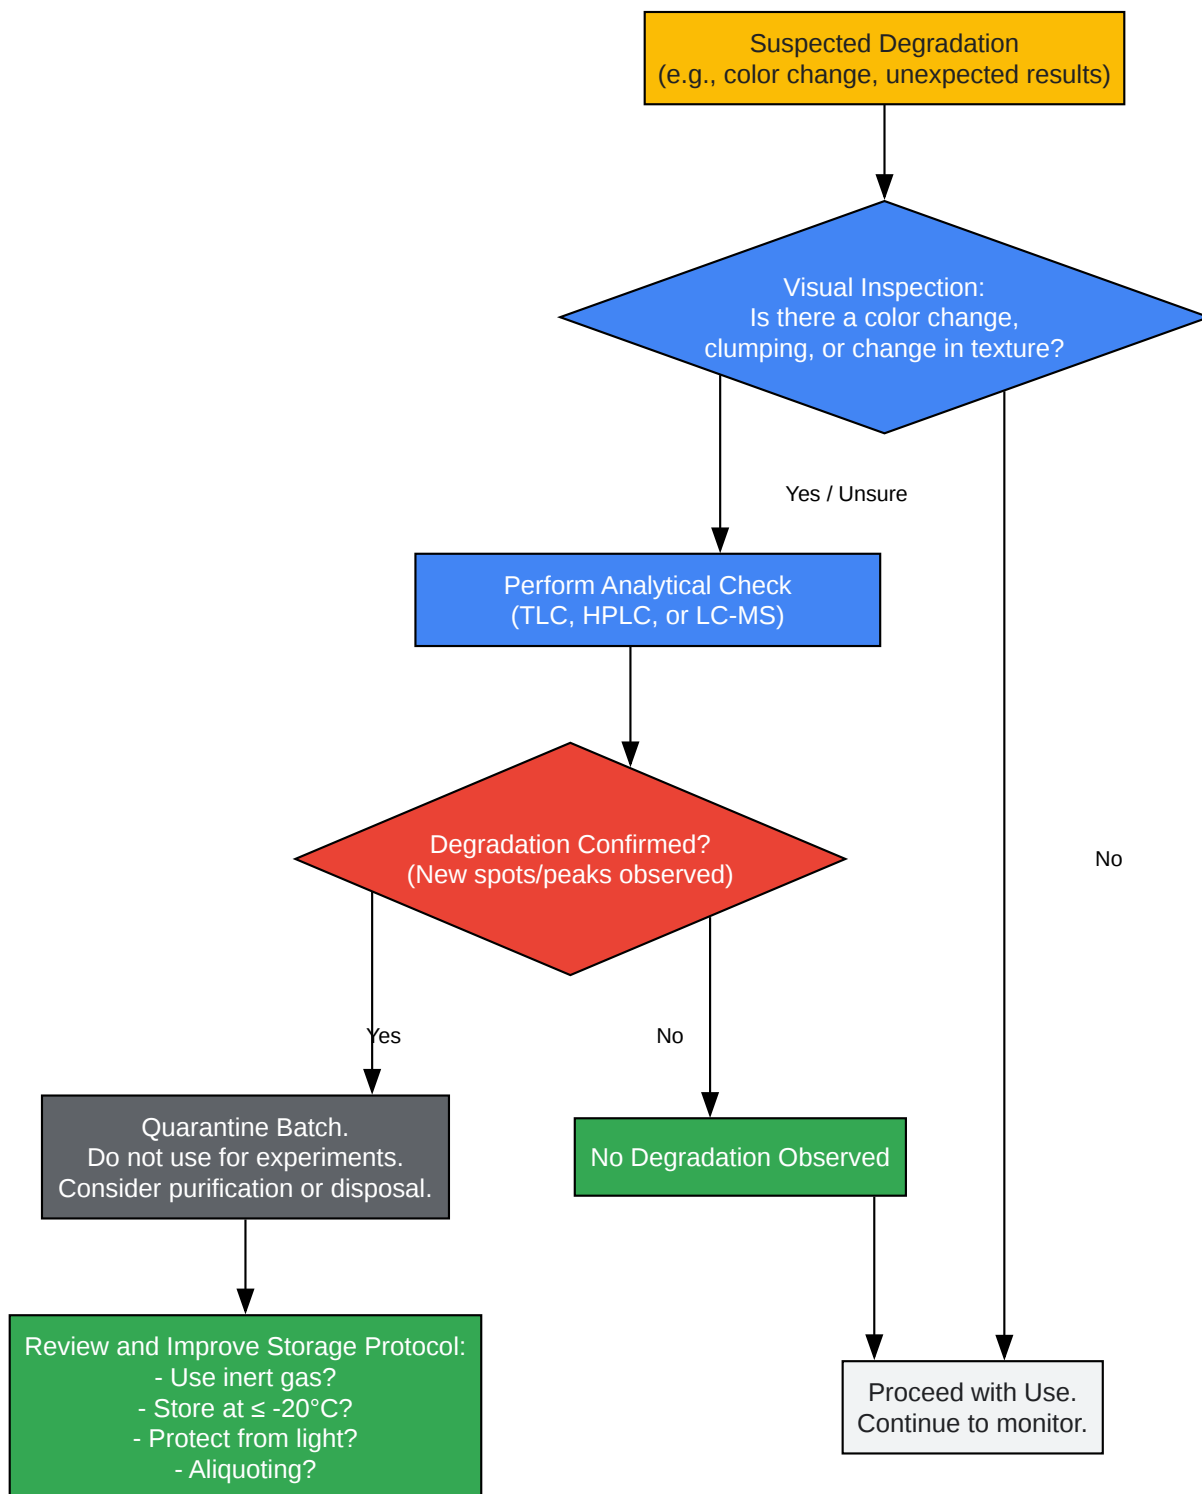 Suspected Degradation
(e.g., color change, unexpected results)
Visual Inspection:
Is there a color change,
clumping, or change in texture?
Yes / Unsure
Perform Analytical Check
(TLC, HPLC, or LC-MS)
Degradation Confirmed?
(New spots/peaks observed)
No
Yes
No
Quarantine Batch.
Do not use for experiments.
Consider purification or disposal.
No Degradation Observed
Review and Improve Storage Protocol:
- Use inert gas?
- Store at ≤ -20°C?
- Protect from light?
- Aliquoting?
Proceed with Use.
Continue to monitor.